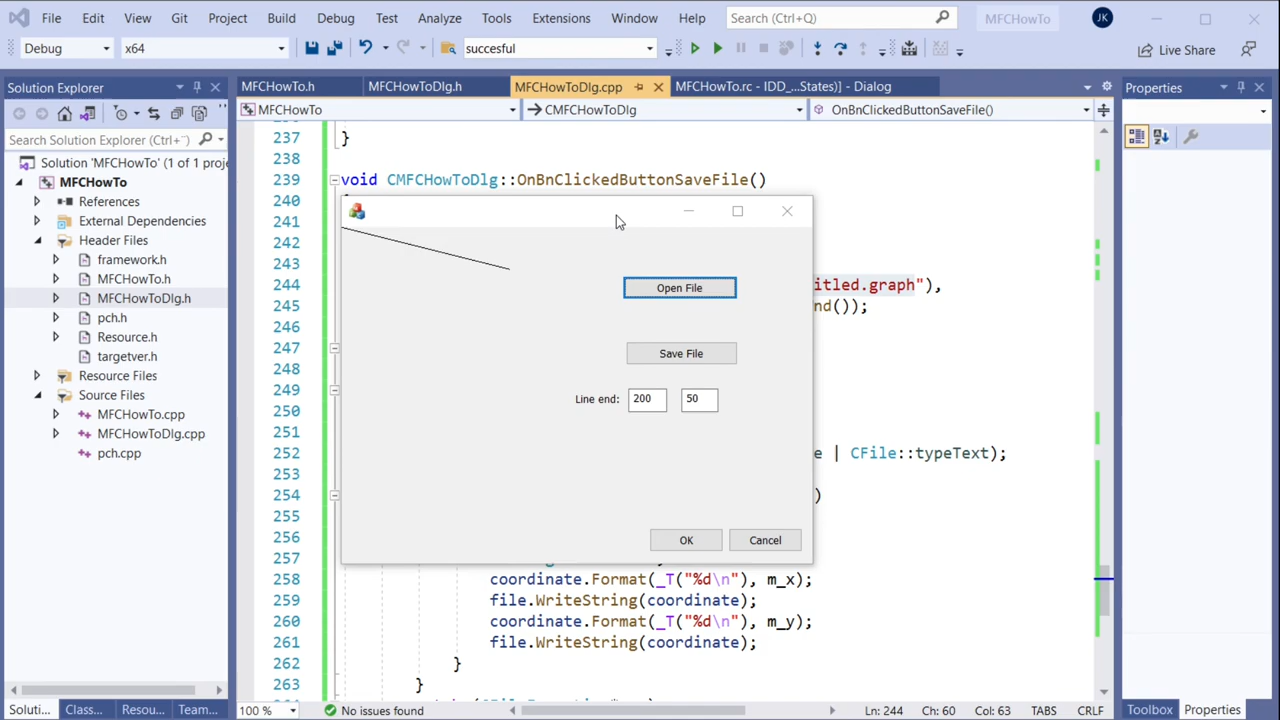 File Edit View Git Project Build Debug Test Analyze Tools Extensions Window Help Search (Ctrl+Q) MFCHowTo JK
Debug x64 succesful Live Share
Solution Explorer
Search Solution Explorer (Ctrl+
Solution 'MFCHowTo' (1 of 1 proje
MFCHowTo
References
External Dependencies
Header Files
framework.h
MFCHowTo.h
MFCHowToDlg.h
pch.h
Resource.h
targetver.h
Resource Files
Source Files
MFCHowTo.cpp
MFCHowToDlg.cpp
pch.cpp
Soluti... Class... Resou... Team...
MFCHowTo.h MFCHowToDlg.h MFCHowToDlg.cpp MFCHowTo.rc - IDD_...States)] - Dialog
MFCHowTo CMFCHowToDlg OnBnClickedButtonSaveFile()
237 }
238
239 void CMFCHowToDlg::OnBnClickedButtonSaveFile()
240
241
242
243
244 itled.graph"),
245 nd());
246
247
248
249
250
251
252 e | CFile::typeText);
253
254 )
255
256
257
258 coordinate.Format(_T("%d\n"), m_x);
259 file.WriteString(coordinate);
260 coordinate.Format(_T("%d\n"), m_y);
261 file.WriteString(coordinate);
262 }
263 }
Open File
Save File
Line end: 200 50
OK Cancel
100 % No issues found Ln: 244 Ch: 60 Col: 63 TABS CRLF
Properties
Toolbox Properties